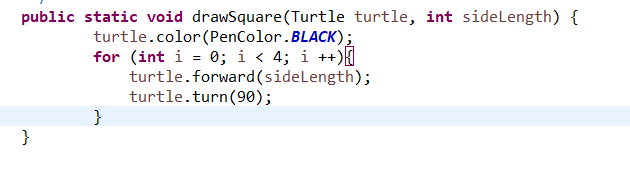 public static void drawSquare(Turtle turtle, int sideLength) {
turtle.color(PenColor.BLACK);
for (int i = 0; i < 4; i ++){
turtle.forward(sideLength);
turtle.turn(90);
}
}